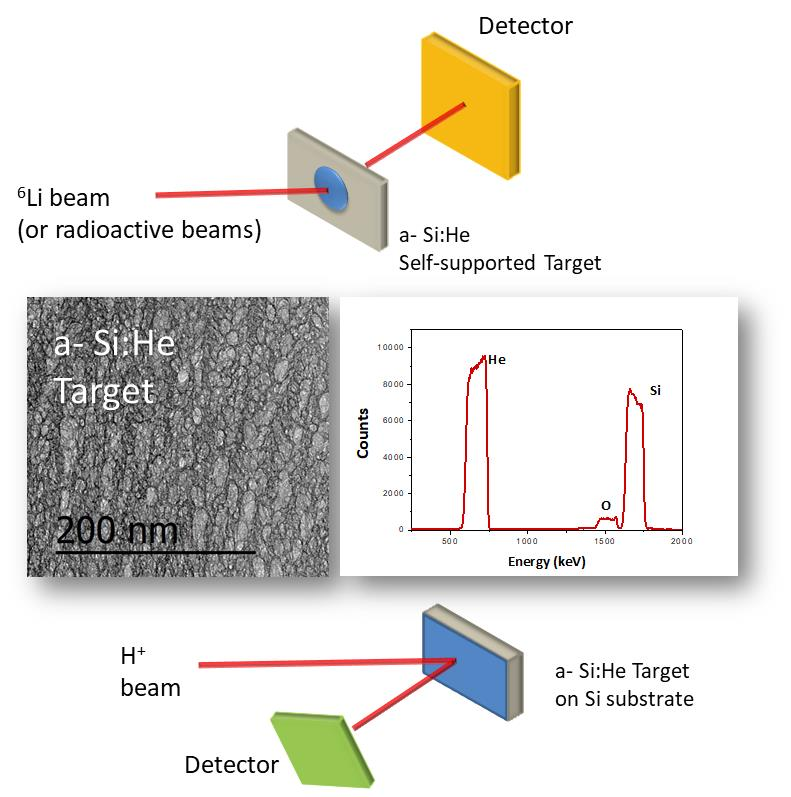 Detector
⁶Li beam
(or radioactive beams)
a- Si:He
Self-supported Target
a- Si:He
Target
200 nm
Counts
10000
8000
6000
4000
2000
0
He
O
Si
500
1000
1500
2000
Energy (keV)
H⁺
beam
a- Si:He Target
on Si substrate
Detector